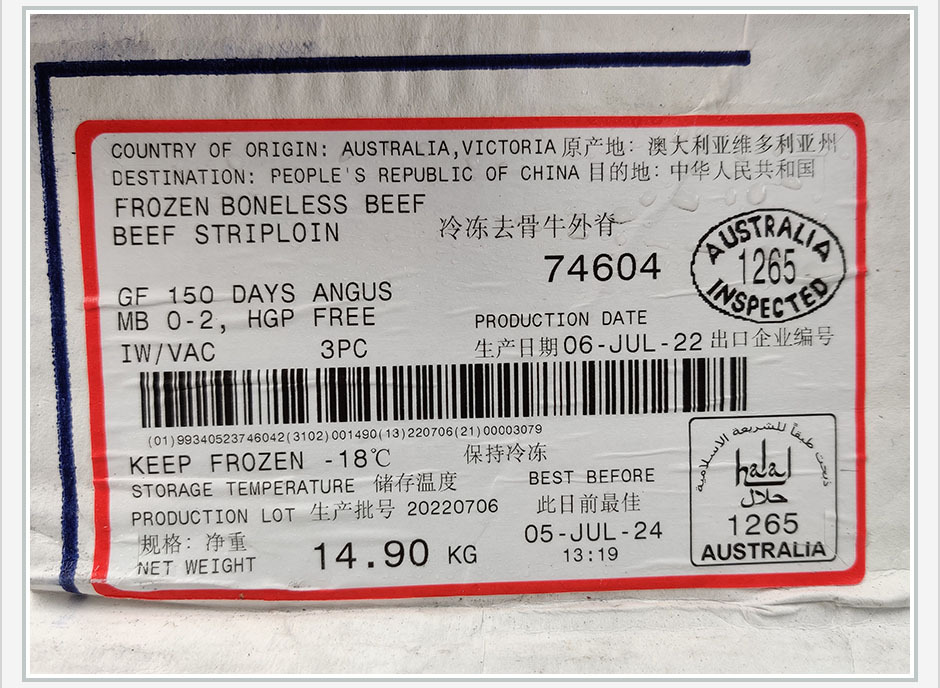 COUNTRY OF ORIGIN: AUSTRALIA,VICTORIA 原产地: 澳大利亚维多利亚州
DESTINATION: PEOPLE'S REPUBLIC OF CHINA 目的地: 中华人民共和国
FROZEN BONELESS BEEF
BEEF STRIPLOIN 冷冻去骨牛外脊
74604
AUSTRALIA
1265
INSPECTED
GF 150 DAYS ANGUS
MB 0-2, HGP FREE
PRODUCTION DATE
IW/VAC 3PC 生产日期 06-JUL-22 出口企业编号
(01)99340523746042(3102)001490(13)220706(21)00003079
KEEP FROZEN -18℃ 保持冷冻
STORAGE TEMPERATURE 储存温度
BEST BEFORE
PRODUCTION LOT 生产批号 20220706
此日前最佳
规格: 净重
NET WEIGHT 14.90 KG
05-JUL-24
13:19
ذبحت طبقاً للشريعة الاسلامية
halal
حلال
1265
AUSTRALIA